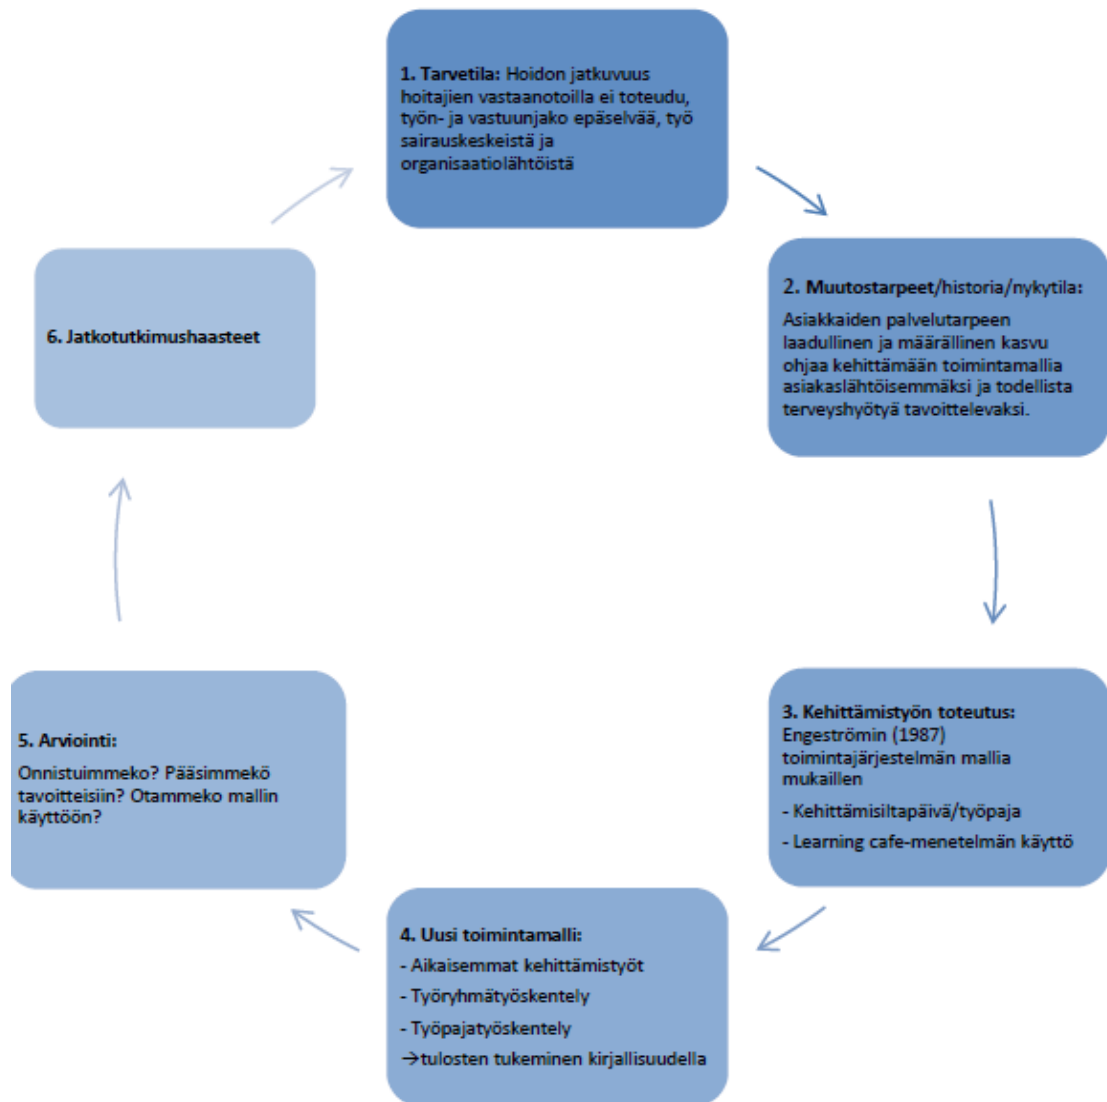 1. Tarvetila: Hoidon jatkuvuus
hoitajien vastaanotoilla ei toteudu,
työn- ja vastuunjako epäselvää, työ
sairauskeskeistä ja
organisaatiolähtöistä
2. Muutostarpeet/historia/nykytila:
Asiakkaiden palvelutarpeen
laadullinen ja määrällinen kasvu
ohjaa kehittämään toimintamallia
asiakaslähtöisemmäksi ja todellista
terveyshyötyä tavoittelevaksi.
3. Kehittämistyön toteutus:
Engeströmin (1987)
toimintajärjestelmän mallia
mukaillen
- Kehittämisiltapäivä/työpaja
- Learning cafe-menetelmän käyttö
4. Uusi toimintamalli:
- Aikaisemmat kehittämistyöt
- Työryhmätyöskentely
- Työpajatyöskentely
→tulosten tukeminen kirjallisuudella
5. Arviointi:
Onnistuimmeko? Pääsimmekö
tavoitteisiin? Otammeko mallin
käyttöön?
6. Jatkotutkimushaasteet